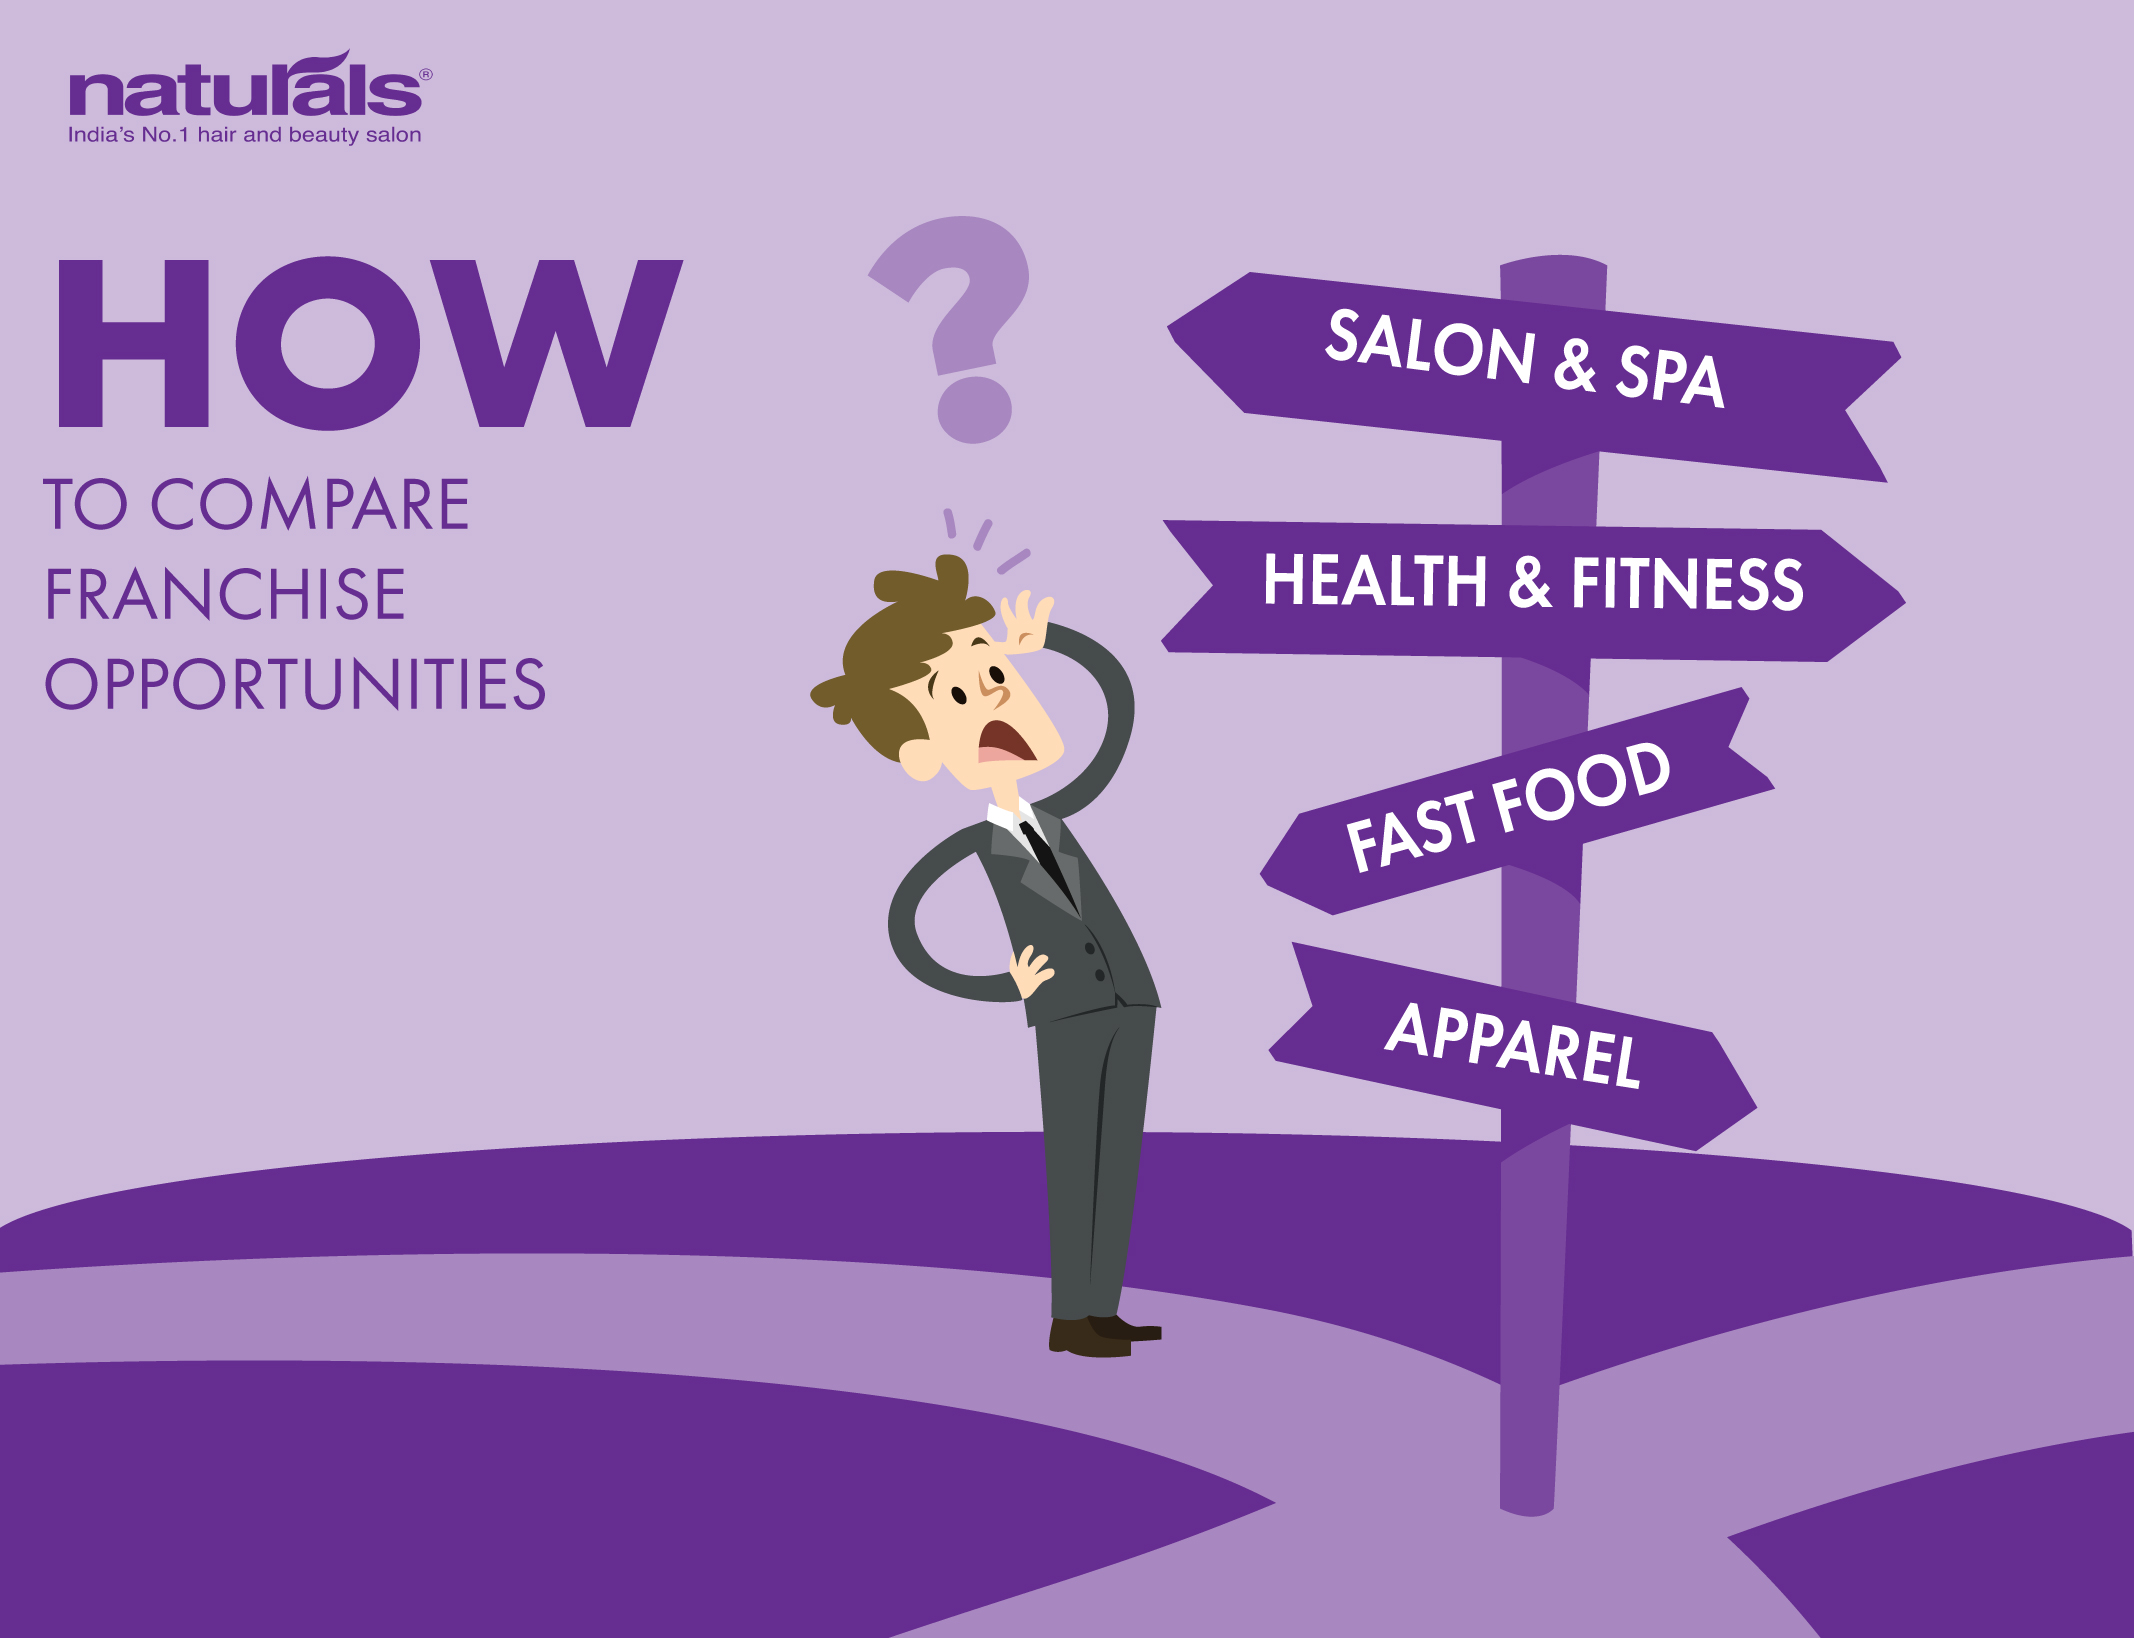 naturals®
India's No.1 hair and beauty salon
HOW
TO COMPARE
FRANCHISE
OPPORTUNITIES
?
SALON & SPA
HEALTH & FITNESS
FAST FOOD
APPAREL